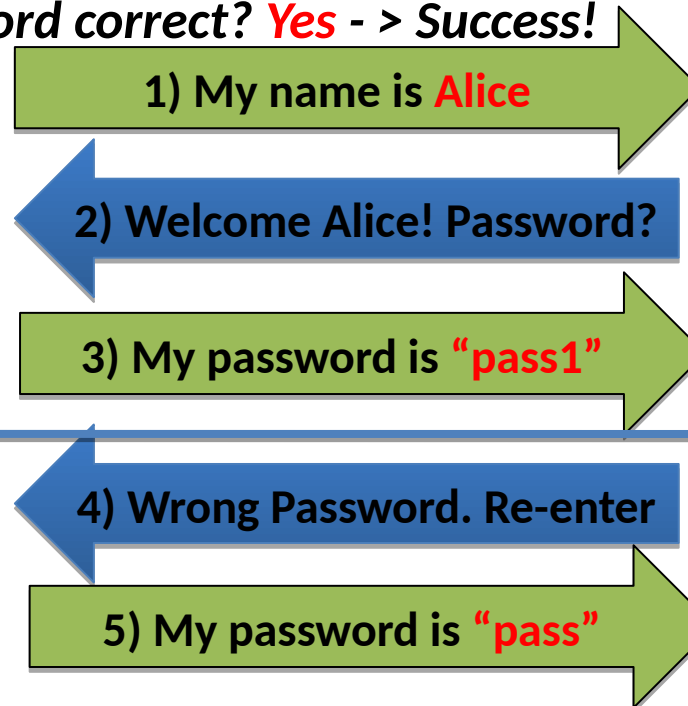 correct? Yes - > Success!
1) My name is Alice
2) Welcome Alice! Password?
3) My password is “pass1”
4) Wrong Password. Re-enter
5) My password is “pass”